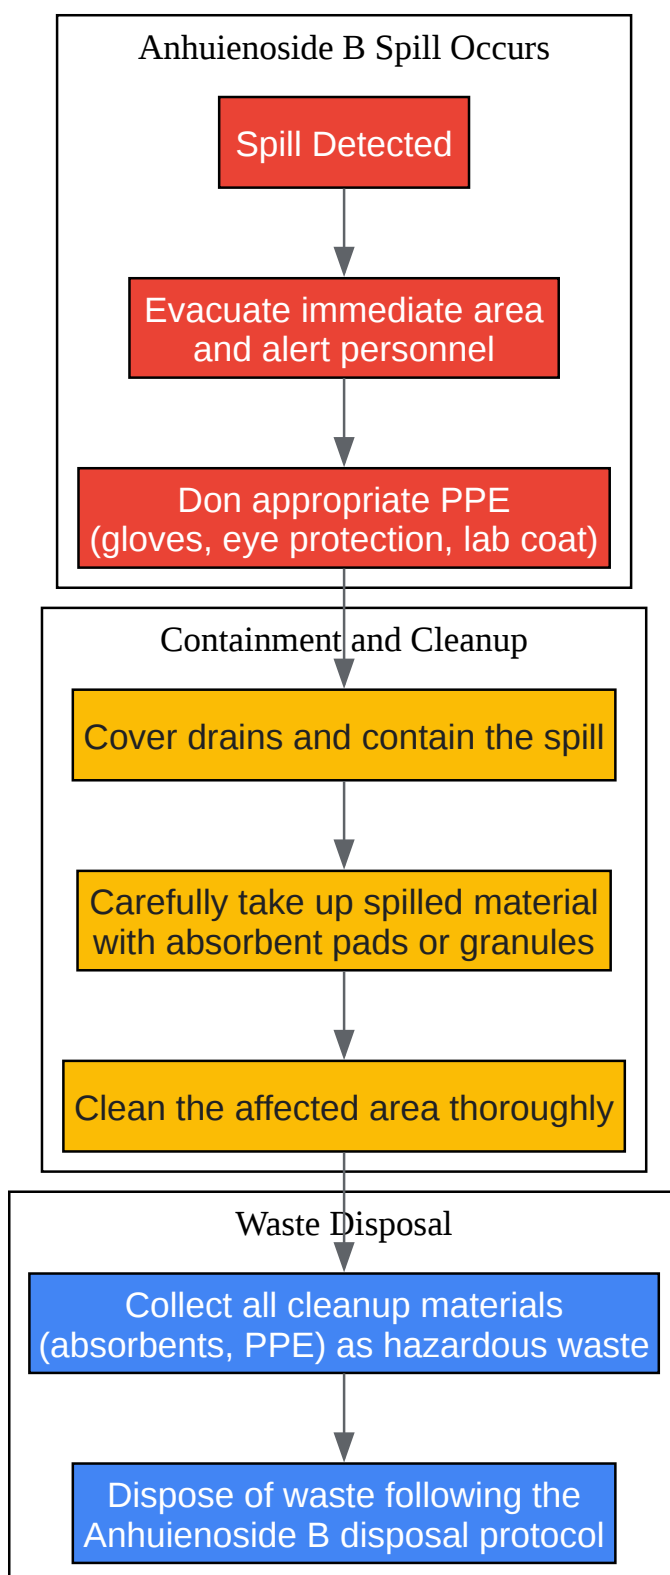 Anhuienoside B Spill Occurs
Spill Detected
Evacuate immediate area
and alert personnel
Don appropriate PPE
(gloves, eye protection, lab coat)
Containment and Cleanup
Cover drains and contain the spill
Carefully take up spilled material
with absorbent pads or granules
Clean the affected area thoroughly
Waste Disposal
Collect all cleanup materials
(absorbents, PPE) as hazardous waste
Dispose of waste following the
Anhuienoside B disposal protocol